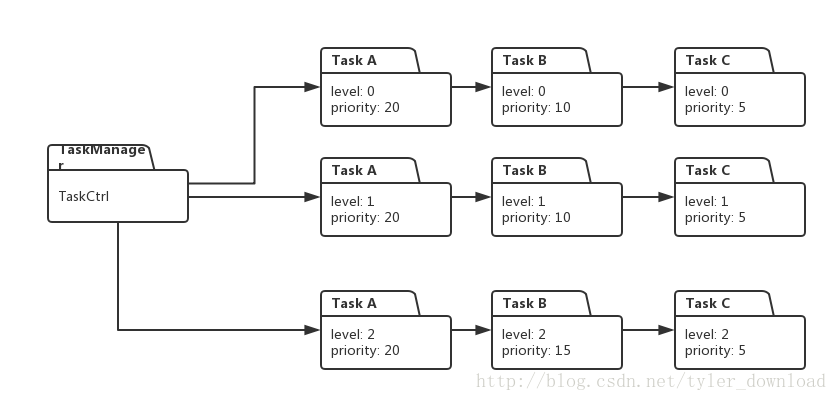 Task A
level: 0
priority: 20
Task B
level: 0
priority: 10
Task C
level: 0
priority: 5
TaskManage
r
TaskCtrl
Task A
level: 1
priority: 20
Task B
level: 1
priority: 10
Task C
level: 1
priority: 5
Task A
level: 2
priority: 20
Task B
level: 2
priority: 15
Task C
level: 2
priority: 5
http://blog.csdn.net/tyler_download